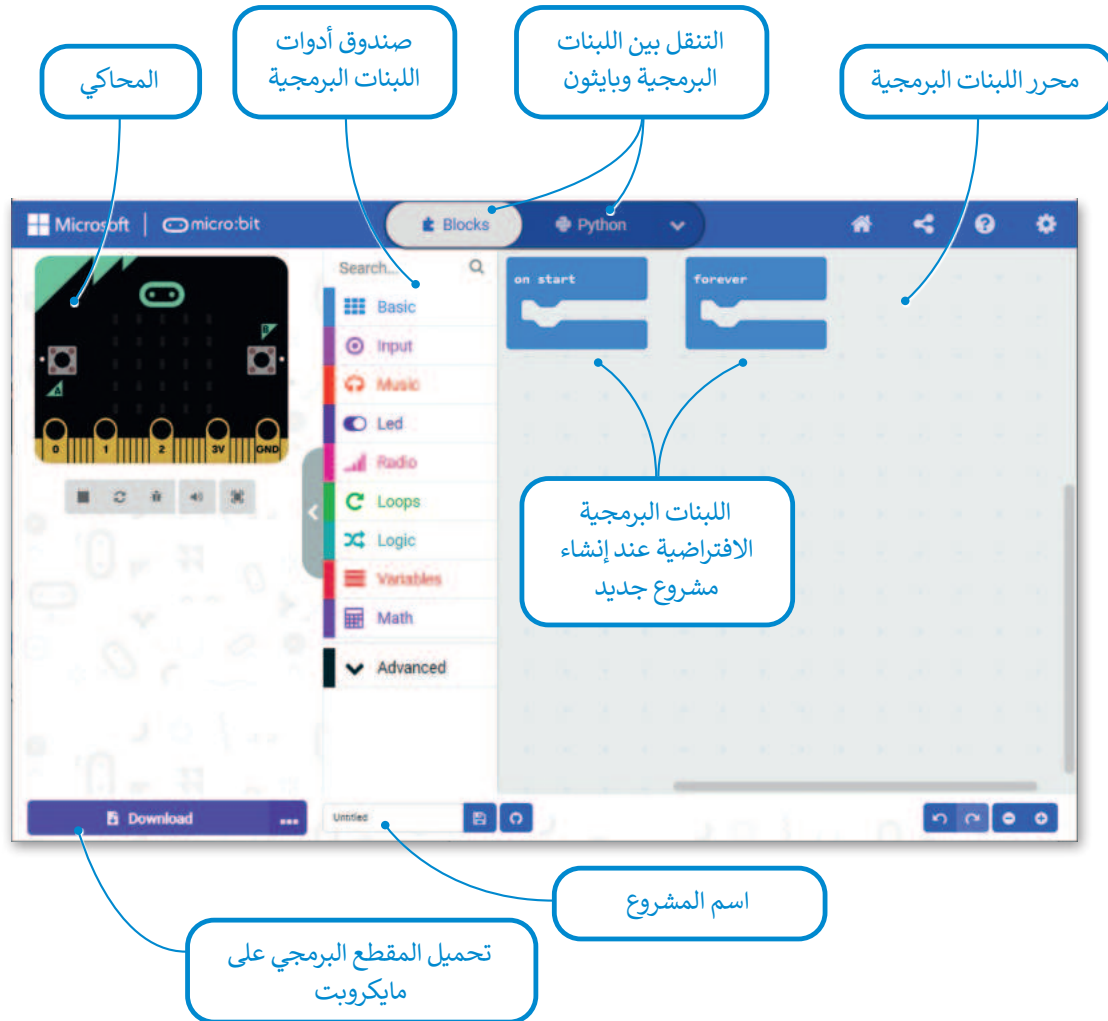 المحاكي
صندوق أدوات
اللبنات البرمجية
التنقل بين اللبنات
البرمجية وبايثون
محرر اللبنات البرمجية
Microsoft
micro:bit
Blocks
Python
Search...
Basic
Input
Music
Led
Radio
Loops
Logic
Variables
Math
Advanced
on start
forever
B
A
0
1
2
3V
GND
اللبنات البرمجية
الافتراضية عند إنشاء
مشروع جديد
Download
Untitled
اسم المشروع
تحميل المقطع البرمجي على
مايكروبت